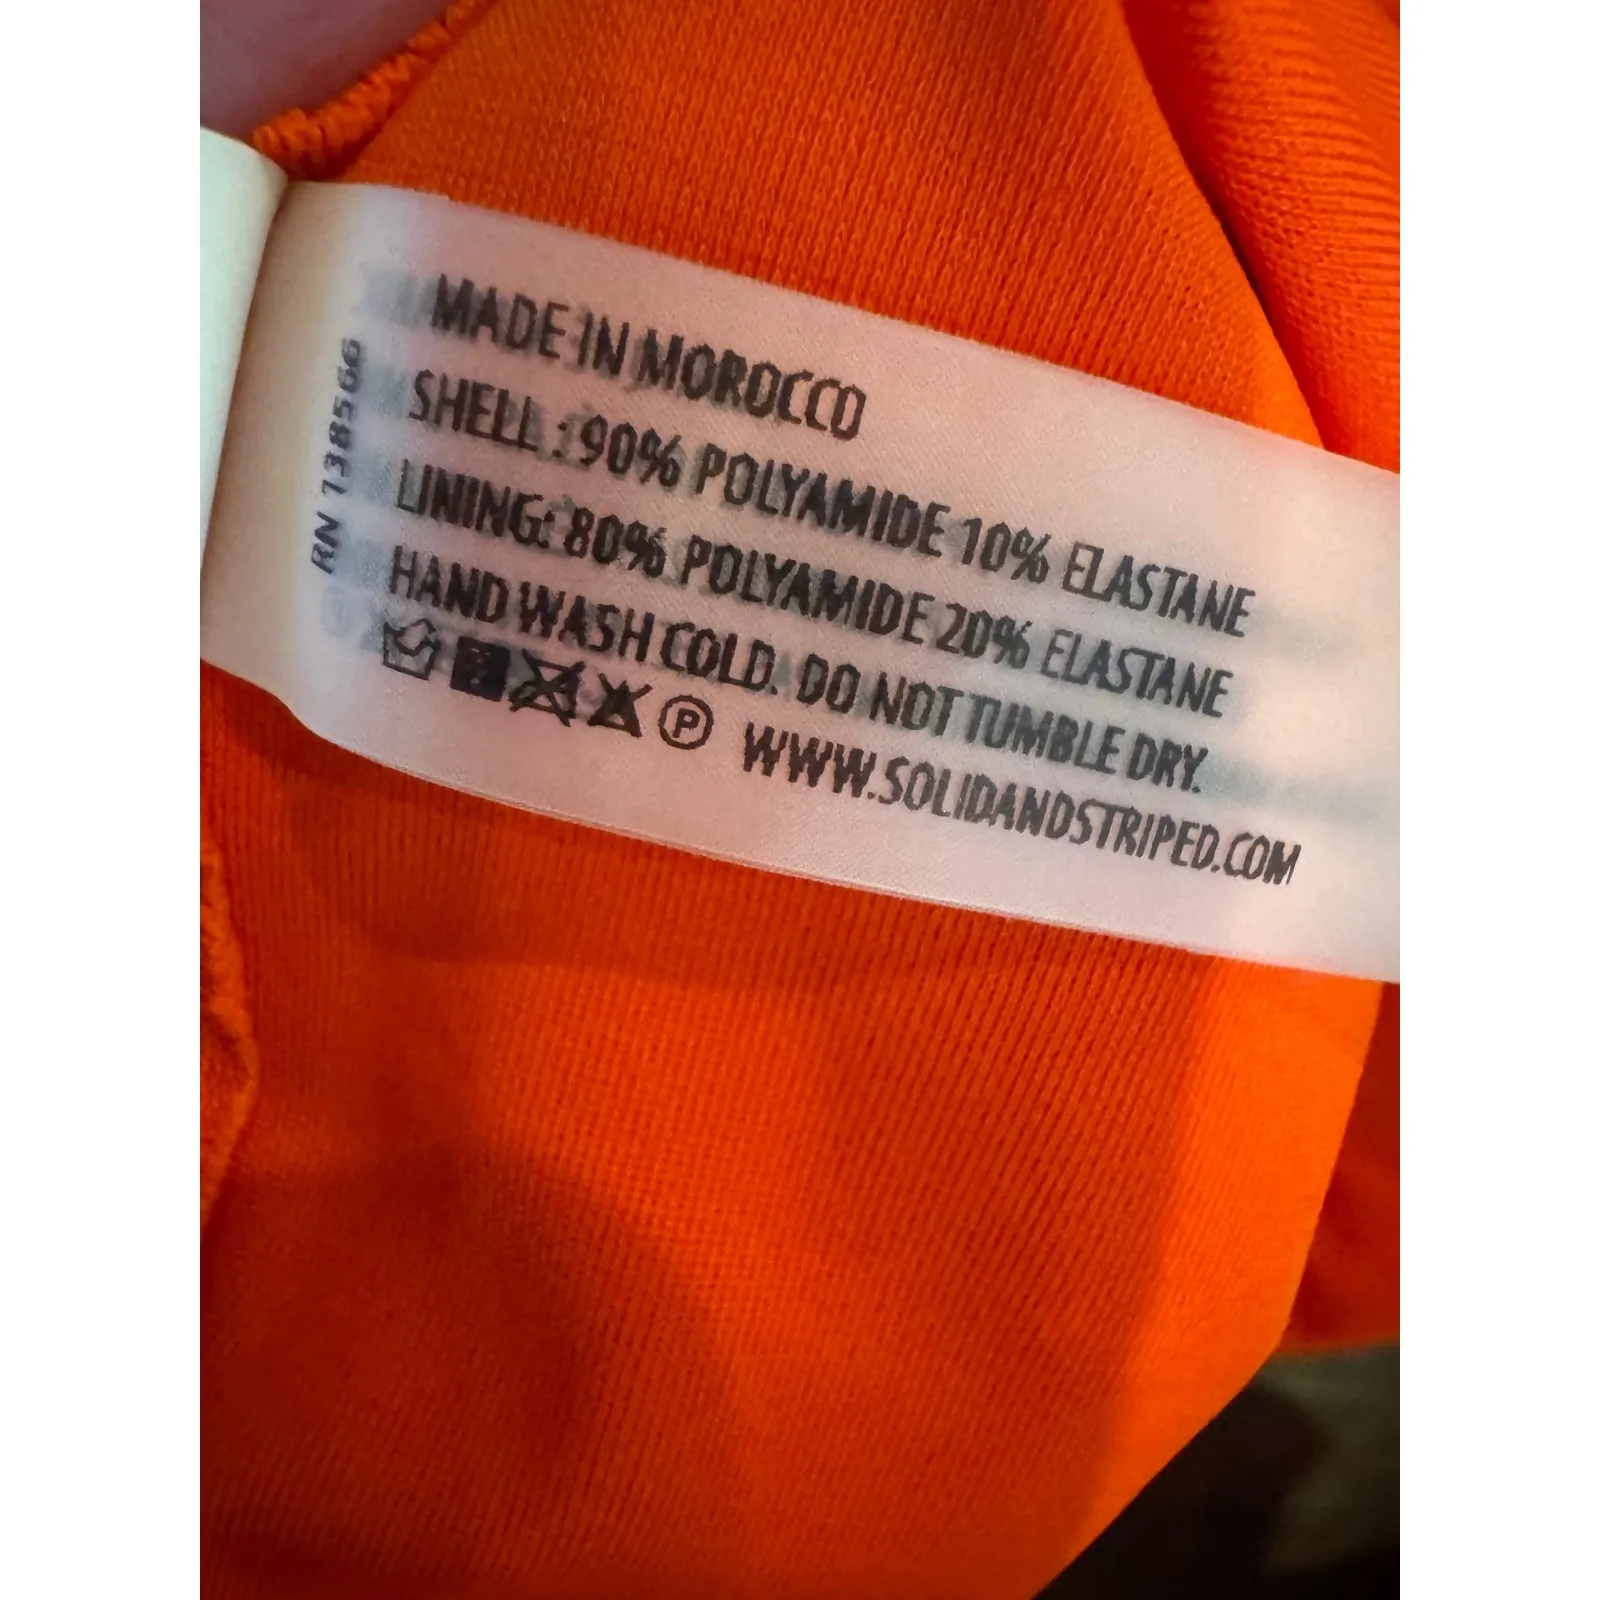 MADE IN MOROCCO
SHELL : 90% POLYAMIDE 10% ELASTANE
LINING: 80% POLYAMIDE 20% ELASTANE
HAND WASH COLD. DO NOT TUMBLE DRY.
P WWW.SOLIDANDSTRIPED.COM
RN 138566